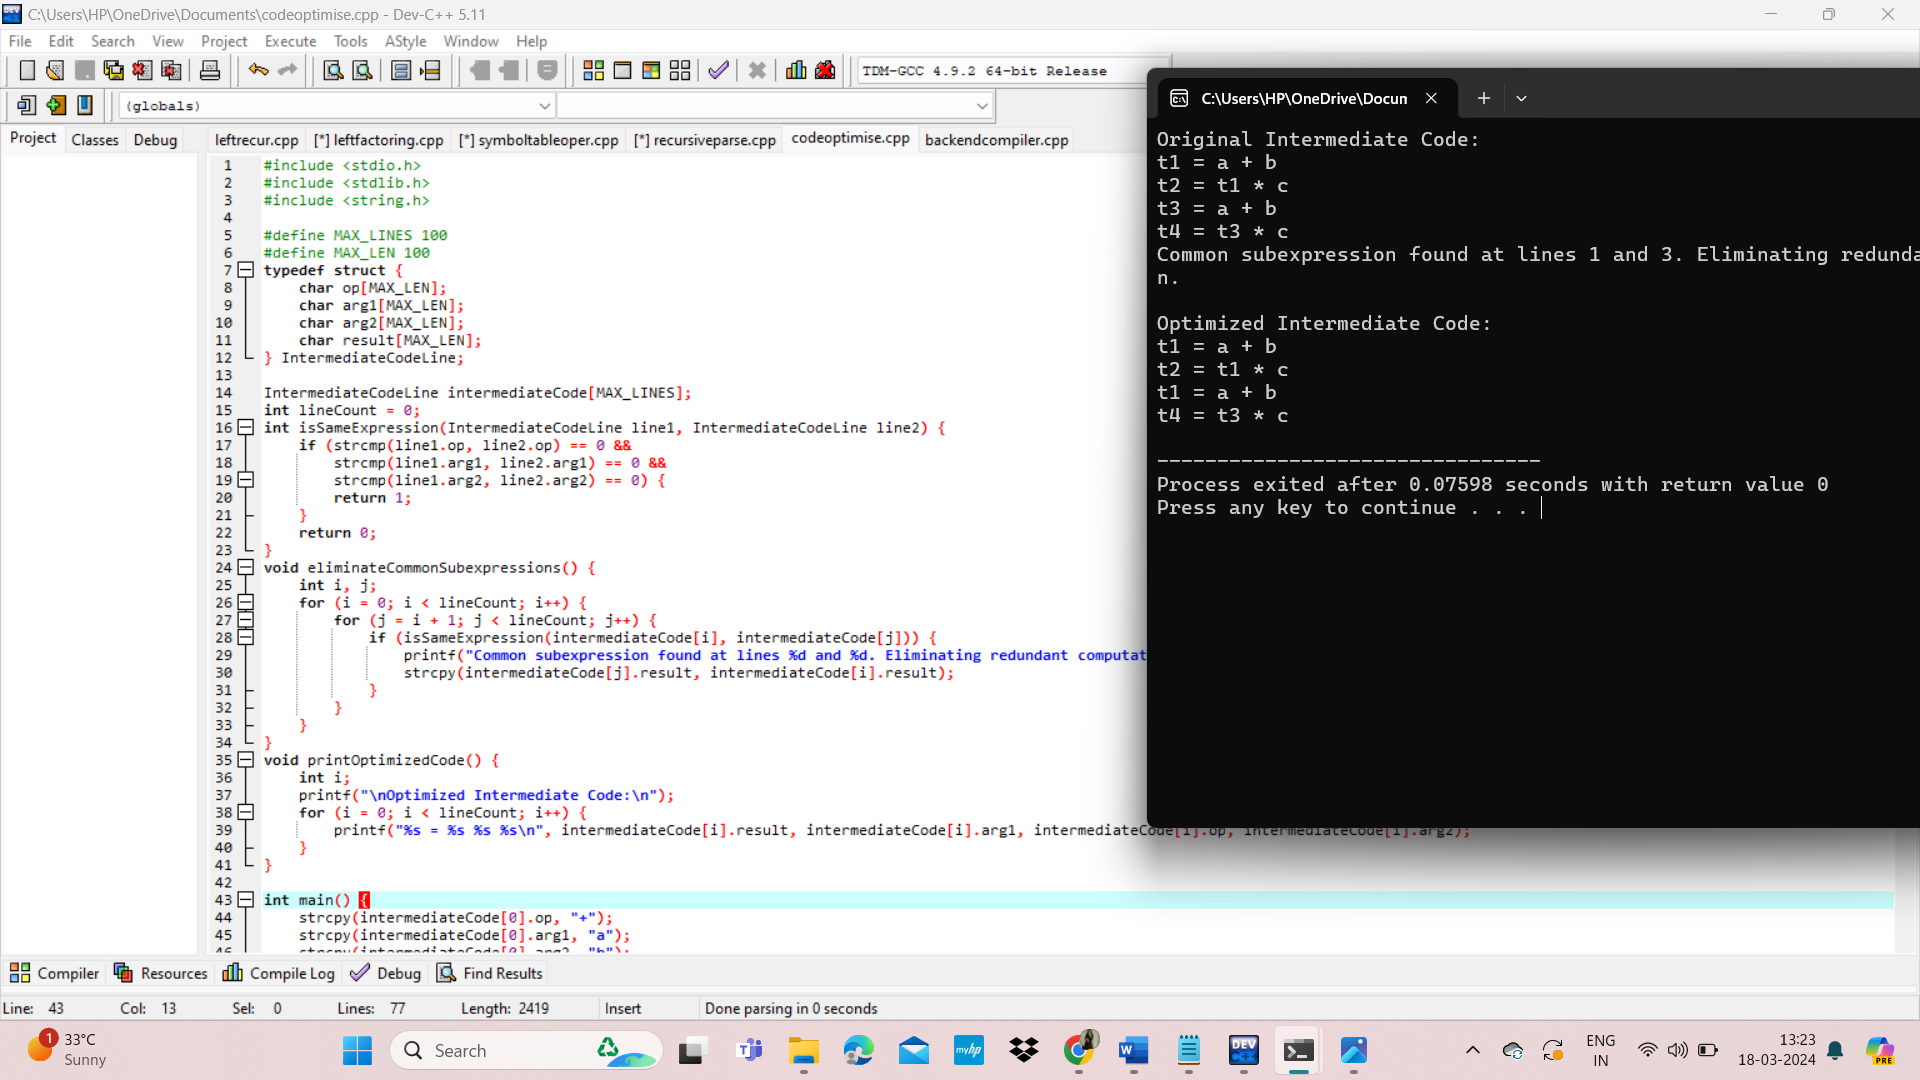 C:\Users\HP\OneDrive\Documents\codeoptimise.cpp - Dev-C++ 5.11
File Edit Search View Project Execute Tools AStyle Window Help
TDM-GCC 4.9.2 64-bit Release
(globals)
Project Classes Debug
leftrecur.cpp [*] leftfactoring.cpp [*] symboltableoper.cpp [*] recursiveparse.cpp codeoptimise.cpp backendcompiler.cpp
1 #include <stdio.h>
2 #include <stdlib.h>
3 #include <string.h>
4
5 #define MAX_LINES 100
6 #define MAX_LEN 100
7 typedef struct {
8 char op[MAX_LEN];
9 char arg1[MAX_LEN];
10 char arg2[MAX_LEN];
11 char result[MAX_LEN];
12 } IntermediateCodeLine;
13
14 IntermediateCodeLine intermediateCode[MAX_LINES];
15 int lineCount = 0;
16 int isSameExpression(IntermediateCodeLine line1, IntermediateCodeLine line2) {
17 if (strcmp(line1.op, line2.op) == 0 &&
18 strcmp(line1.arg1, line2.arg1) == 0 &&
19 strcmp(line1.arg2, line2.arg2) == 0) {
20 return 1;
21 }
22 return 0;
23 }
24 void eliminateCommonSubexpressions() {
25 int i, j;
26 for (i = 0; i < lineCount; i++) {
27 for (j = i + 1; j < lineCount; j++) {
28 if (isSameExpression(intermediateCode[i], intermediateCode[j])) {
29 printf("Common subexpression found at lines %d and %d. Eliminating redundant computat
30 strcpy(intermediateCode[j].result, intermediateCode[i].result);
31 }
32 }
33 }
34 }
35 void printOptimizedCode() {
36 int i;
37 printf("\nOptimized Intermediate Code:\n");
38 for (i = 0; i < lineCount; i++) {
39 printf("%s = %s %s %s\n", intermediateCode[i].result, intermediateCode[i].arg1, intermediateCode[i].op, intermediateCode[i].arg2);
40 }
41 }
42
43 int main() {
44 strcpy(intermediateCode[0].op, "+");
45 strcpy(intermediateCode[0].arg1, "a");
46 strcpy(intermediateCode[0].arg2, "b");
C:\Users\HP\OneDrive\Docum
Original Intermediate Code:
t1 = a + b
t2 = t1 * c
t3 = a + b
t4 = t3 * c
Common subexpression found at lines 1 and 3. Eliminating redunda
n.
Optimized Intermediate Code:
t1 = a + b
t2 = t1 * c
t1 = a + b
t4 = t3 * c
--------------------------------
Process exited after 0.07598 seconds with return value 0
Press any key to continue . . .
Compiler Resources Compile Log Debug Find Results
Line: 43 Col: 13 Sel: 0 Lines: 77 Length: 2419 Insert Done parsing in 0 seconds
1 33°C
Sunny
Search
myhp
DEV
PRE
ENG
IN
13:23
18-03-2024